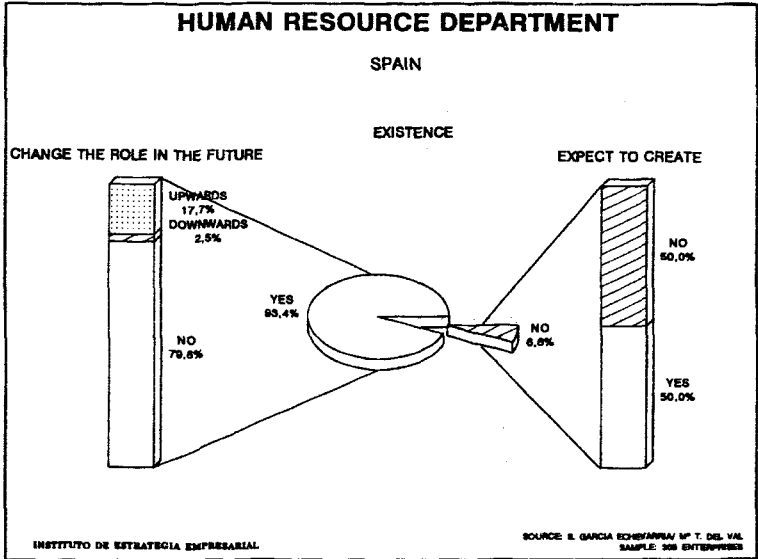 HUMAN RESOURCE DEPARTMENT
SPAIN
EXISTENCE
CHANGE THE ROLE IN THE FUTURE
EXPECT TO CREATE
UPWARDS
17,7%
DOWNWARDS
2,5%
NO
79,8%
YES
93,4%
NO
6,6%
NO
50,0%
YES
50,0%
INSTITUTO DE ESTRATEGIA EMPRESARIAL
SOURCE: S. GARCIA ECHEVARRIA/ Mª T. DEL VAL
SAMPLE: ENTERPRISES